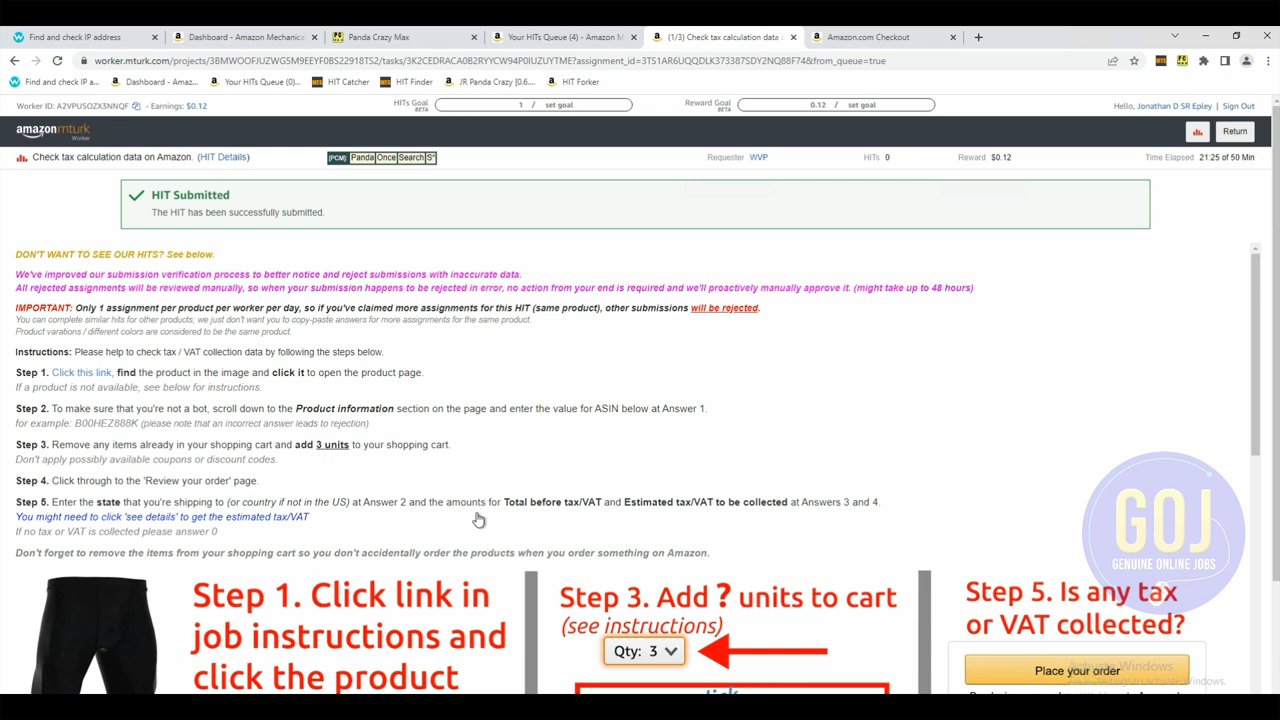 Find and check IP address
Dashboard - Amazon Mechanic
Panda Crazy Max
Your HITs Queue (4) - Amazon M
(1/3) Check tax calculation data o
Amazon.com Checkout
worker.mturk.com/projects/3BMWOOFJUZWG5M9EEYF0BS22918TS2/tasks/3K2CEDRACA0B2RYYCW94P0IUZUYTME?assignment_id=3TS1AR6UQQDLK373387SDY2NQ88F74&from_queue=true
Find and check IP a...
Dashboard - Amaz...
Your HITs Queue (0)...
HIT Catcher
HIT Finder
JR Panda Crazy [0.6....
HIT Forker
Worker ID: A2VPUSOZX3NNQF - Earnings: $0.12
HITs Goal
BETA
1 / set goal
Reward Goal
BETA
0.12 / set goal
Hello, Jonathan D SR Epley | Sign Out
amazon mturk
Worker
Return
Check tax calculation data on Amazon. (HIT Details)
[PCM] Panda Once Search S*
Requester WVP
HITs 0
Reward $0.12
Time Elapsed 21:25 of 50 Min
HIT Submitted
The HIT has been successfully submitted.
DON'T WANT TO SEE OUR HITS? See below.
We've improved our submission verification process to better notice and reject submissions with inaccurate data.
All rejected assignments will be reviewed manually, so when your submission happens to be rejected in error, no action from your end is required and we'll proactively manually approve it. (might take up to 48 hours)
IMPORTANT: Only 1 assignment per product per worker per day, so if you've claimed more assignments for this HIT (same product), other submissions will be rejected.
You can complete similar hits for other products; we just don't want you to copy-paste answers for more assignments for the same product.
Product varations / different colors are considered to be the same product.
Instructions: Please help to check tax / VAT collection data by following the steps below.
Step 1. Click this link, find the product in the image and click it to open the product page.
If a product is not available, see below for instructions.
Step 2. To make sure that you're not a bot, scroll down to the Product information section on the page and enter the value for ASIN below at Answer 1.
for example: B00HEZ888K (please note that an incorrect answer leads to rejection)
Step 3. Remove any items already in your shopping cart and add 3 units to your shopping cart.
Don't apply possibly available coupons or discount codes.
Step 4. Click through to the 'Review your order' page.
Step 5. Enter the state that you're shipping to (or country if not in the US) at Answer 2 and the amounts for Total before tax/VAT and Estimated tax/VAT to be collected at Answers 3 and 4.
You might need to click 'see details' to get the estimated tax/VAT
If no tax or VAT is collected please answer 0
Don't forget to remove the items from your shopping cart so you don't accidentally order the products when you order something on Amazon.
GOJ
GENUINE ONLINE JOBS
Step 1. Click link in
job instructions and
click the product
Step 3. Add ? units to cart
(see instructions)
Qty: 3
Step 5. Is any tax
or VAT collected?
Place your order
Activate Windows